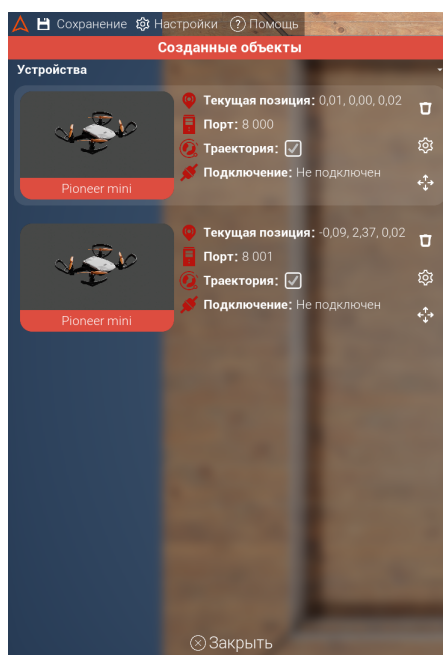 Сохранение Настройки Помощь
Созданные объекты
Устройства
Текущая позиция: 0,01, 0,00, 0,02
Порт: 8 000
Траектория:
Подключение: Не подключен
Pioneer mini
Текущая позиция: -0,09, 2,37, 0,02
Порт: 8 001
Траектория:
Подключение: Не подключен
Pioneer mini
Закрыть